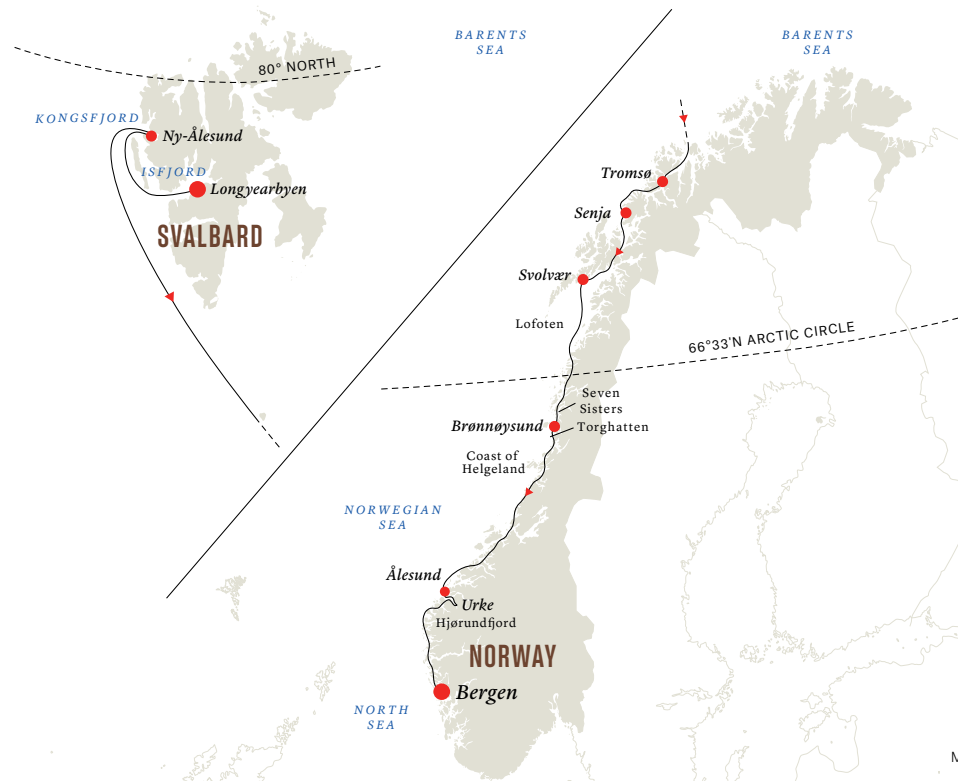 BARENTS
SEA
BARENTS
SEA
80° NORTH
KONGSFJORD
Ny-Ålesund
ISFJORD
Longyearbyen
SVALBARD
Tromsø
Senja
Svolvær
Lofoten
66°33'N ARCTIC CIRCLE
Seven
Sisters
Brønnøysund
Torghatten
Coast of
Helgeland
NORWEGIAN
SEA
Ålesund
Urke
Hjørundfjord
NORWAY
Bergen
NORTH
SEA
M